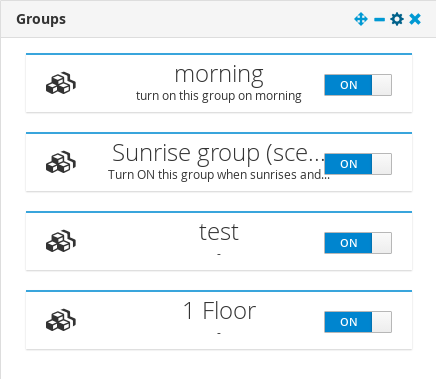 Groups
morning
turn on this group on morning
ON
Sunrise group (sce...
Turn ON this group when sunrises and...
ON
test
-
ON
1 Floor
-
ON